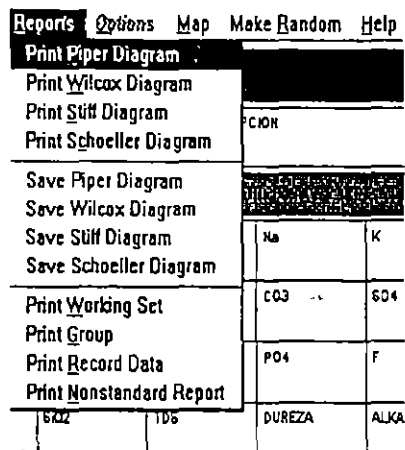 Reports Options Map Make Random Help
Print Piper Diagram
Print Wilcox Diagram
Print Stiff Diagram
PCION
Print Schoeller Diagram
Save Piper Diagram
Save Wilcox Diagram
Save Stiff Diagram
Na K
Save Schoeller Diagram
CO3 SO4
Print Working Set
Print Group
PO4 F
Print Record Data
Print Nonstandard Report
SIO2 TDS DUREZA ALKA